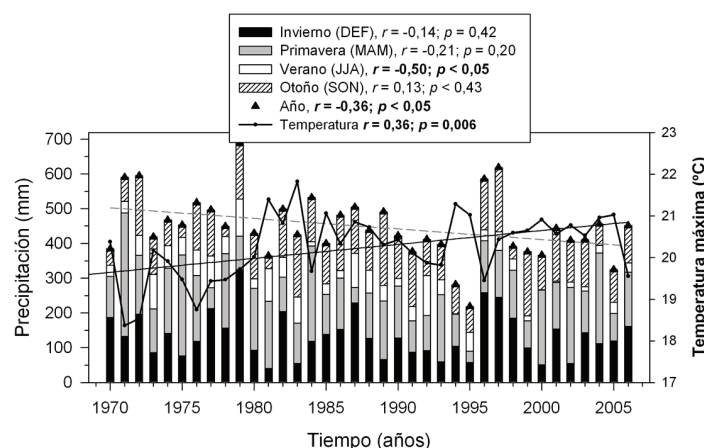 Invierno (DEF), r = -0,14; p = 0,42
Primavera (MAM) r = -0,21; p = 0,20
Verano (JJA), r = -0,50; p < 0,05
Otoño (SON), r = 0,13; p < 0,43
Año, r = -0,36; p < 0,05
Temperatura r = 0,36; p = 0,006
Precipitación (mm)
700
600
500
400
300
200
100
0
23
22
21
20
19
18
17
Temperatura máxima (ºC)
1970 1975 1980 1985 1990 1995 2000 2005
Tiempo (años)